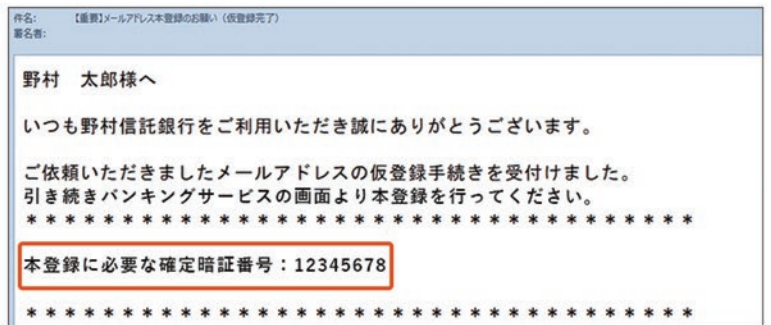 件名: 【重要】メールアドレス本登録のお願い（仮登録完了）
署名者:
野村　太郎様へ
いつも野村信託銀行をご利用いただき誠にありがとうございます。
ご依頼いただきましたメールアドレスの仮登録手続きを受付けました。
引き続きバンキングサービスの画面より本登録を行ってください。
＊＊＊＊＊＊＊＊＊＊＊＊＊＊＊＊＊＊＊＊＊＊＊＊＊＊＊＊＊＊＊＊＊＊＊
本登録に必要な確定暗証番号：12345678
＊＊＊＊＊＊＊＊＊＊＊＊＊＊＊＊＊＊＊＊＊＊＊＊＊＊＊＊＊＊＊＊＊＊＊